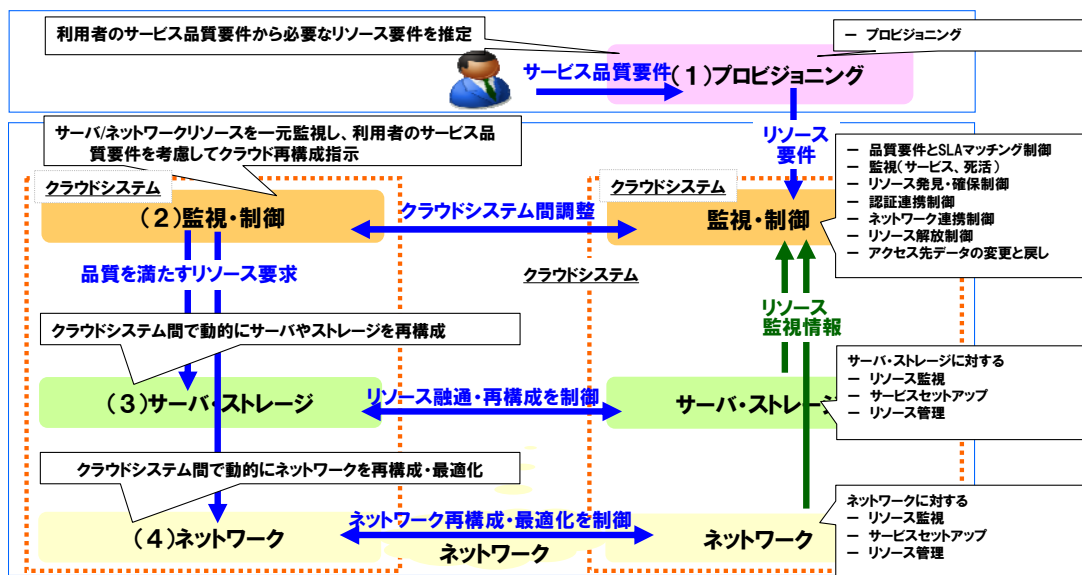 利用者のサービス品質要件から必要なリソース要件を推定
－ プロビジョニング
サービス品質要件
(1)プロビジョニング
リソース
要件
サーバ/ネットワークリソースを一元監視し、利用者のサービス品
質要件を考慮してクラウド再構成指示
－ 品質要件とSLAマッチング制御
－ 監視(サービス、死活)
－ リソース発見・確保制御
－ 認証連携制御
－ ネットワーク連携制御
－ リソース解放制御
－ アクセス先データの変更と戻し
クラウドシステム
クラウドシステム
(2)監視・制御
クラウドシステム間調整
監視・制御
品質を満たすリソース要求
クラウドシステム
リソース
監視情報
クラウドシステム間で動的にサーバやストレージを再構成
サーバ・ストレージに対する
－ リソース監視
－ サービスセットアップ
－ リソース管理
(3)サーバ・ストレージ
リソース融通・再構成を制御
サーバ・ストレージ
クラウドシステム間で動的にネットワークを再構成・最適化
ネットワークに対する
－ リソース監視
－ サービスセットアップ
－ リソース管理
(4)ネットワーク
ネットワーク再構成・最適化を制御
ネットワーク
ネットワーク